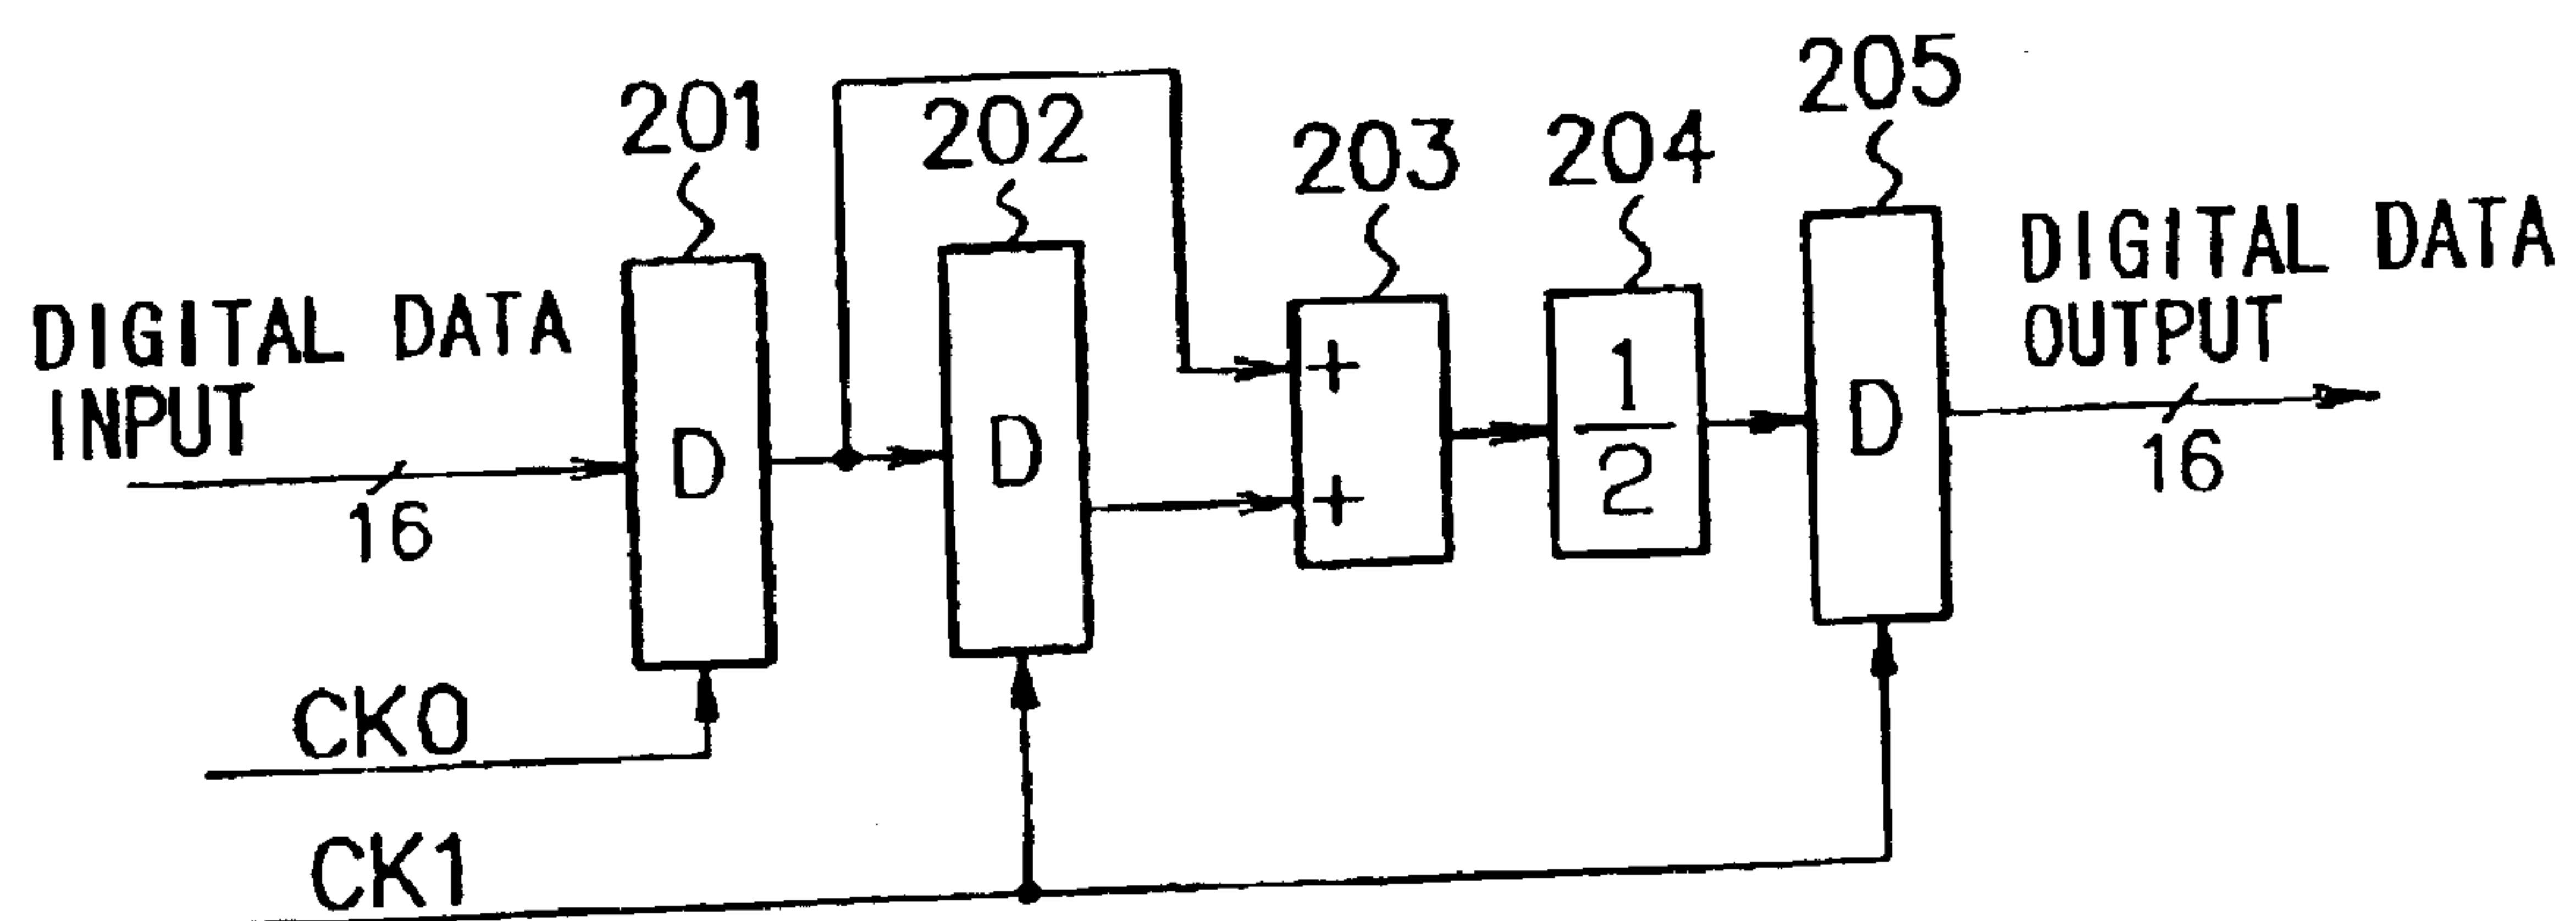 201
202
203
204
205
DIGITAL DATA
INPUT
16
D
D
+
+
1
2
D
DIGITAL DATA
OUTPUT
16
CK0
CK1